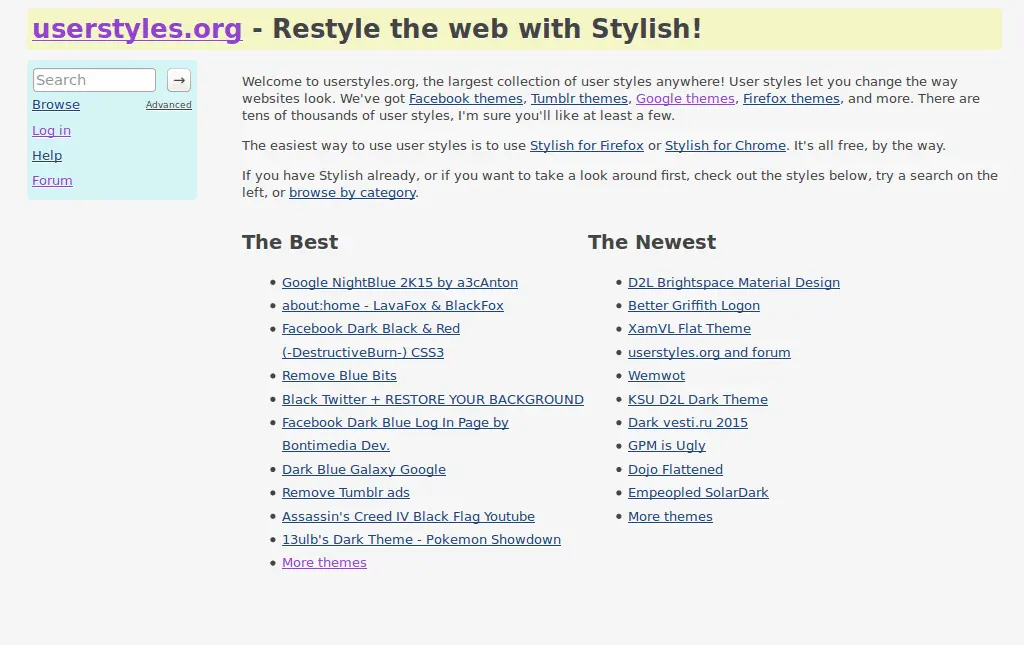 userstyles.org - Restyle the web with Stylish!
Search →
Browse Advanced
Log in
Help
Forum
Welcome to userstyles.org, the largest collection of user styles anywhere! User styles let you change the way
websites look. We've got Facebook themes, Tumblr themes, Google themes, Firefox themes, and more. There are
tens of thousands of user styles, I'm sure you'll like at least a few.
The easiest way to use user styles is to use Stylish for Firefox or Stylish for Chrome. It's all free, by the way.
If you have Stylish already, or if you want to take a look around first, check out the styles below, try a search on the
left, or browse by category.
The Best
Google NightBlue 2K15 by a3cAnton
about:home - LavaFox & BlackFox
Facebook Dark Black & Red
(-DestructiveBurn-) CSS3
Remove Blue Bits
Black Twitter + RESTORE YOUR BACKGROUND
Facebook Dark Blue Log In Page by
Bontimedia Dev.
Dark Blue Galaxy Google
Remove Tumblr ads
Assassin's Creed IV Black Flag Youtube
13ulb's Dark Theme - Pokemon Showdown
More themes
The Newest
D2L Brightspace Material Design
Better Griffith Logon
XamVL Flat Theme
userstyles.org and forum
Wemwot
KSU D2L Dark Theme
Dark vesti.ru 2015
GPM is Ugly
Dojo Flattened
Empeopled SolarDark
More themes